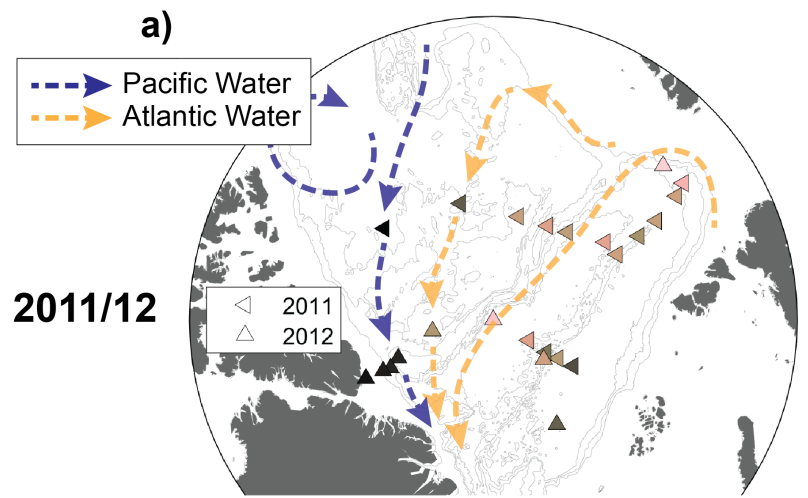 a)
Pacific Water
Atlantic Water
2011/12
2011
2012